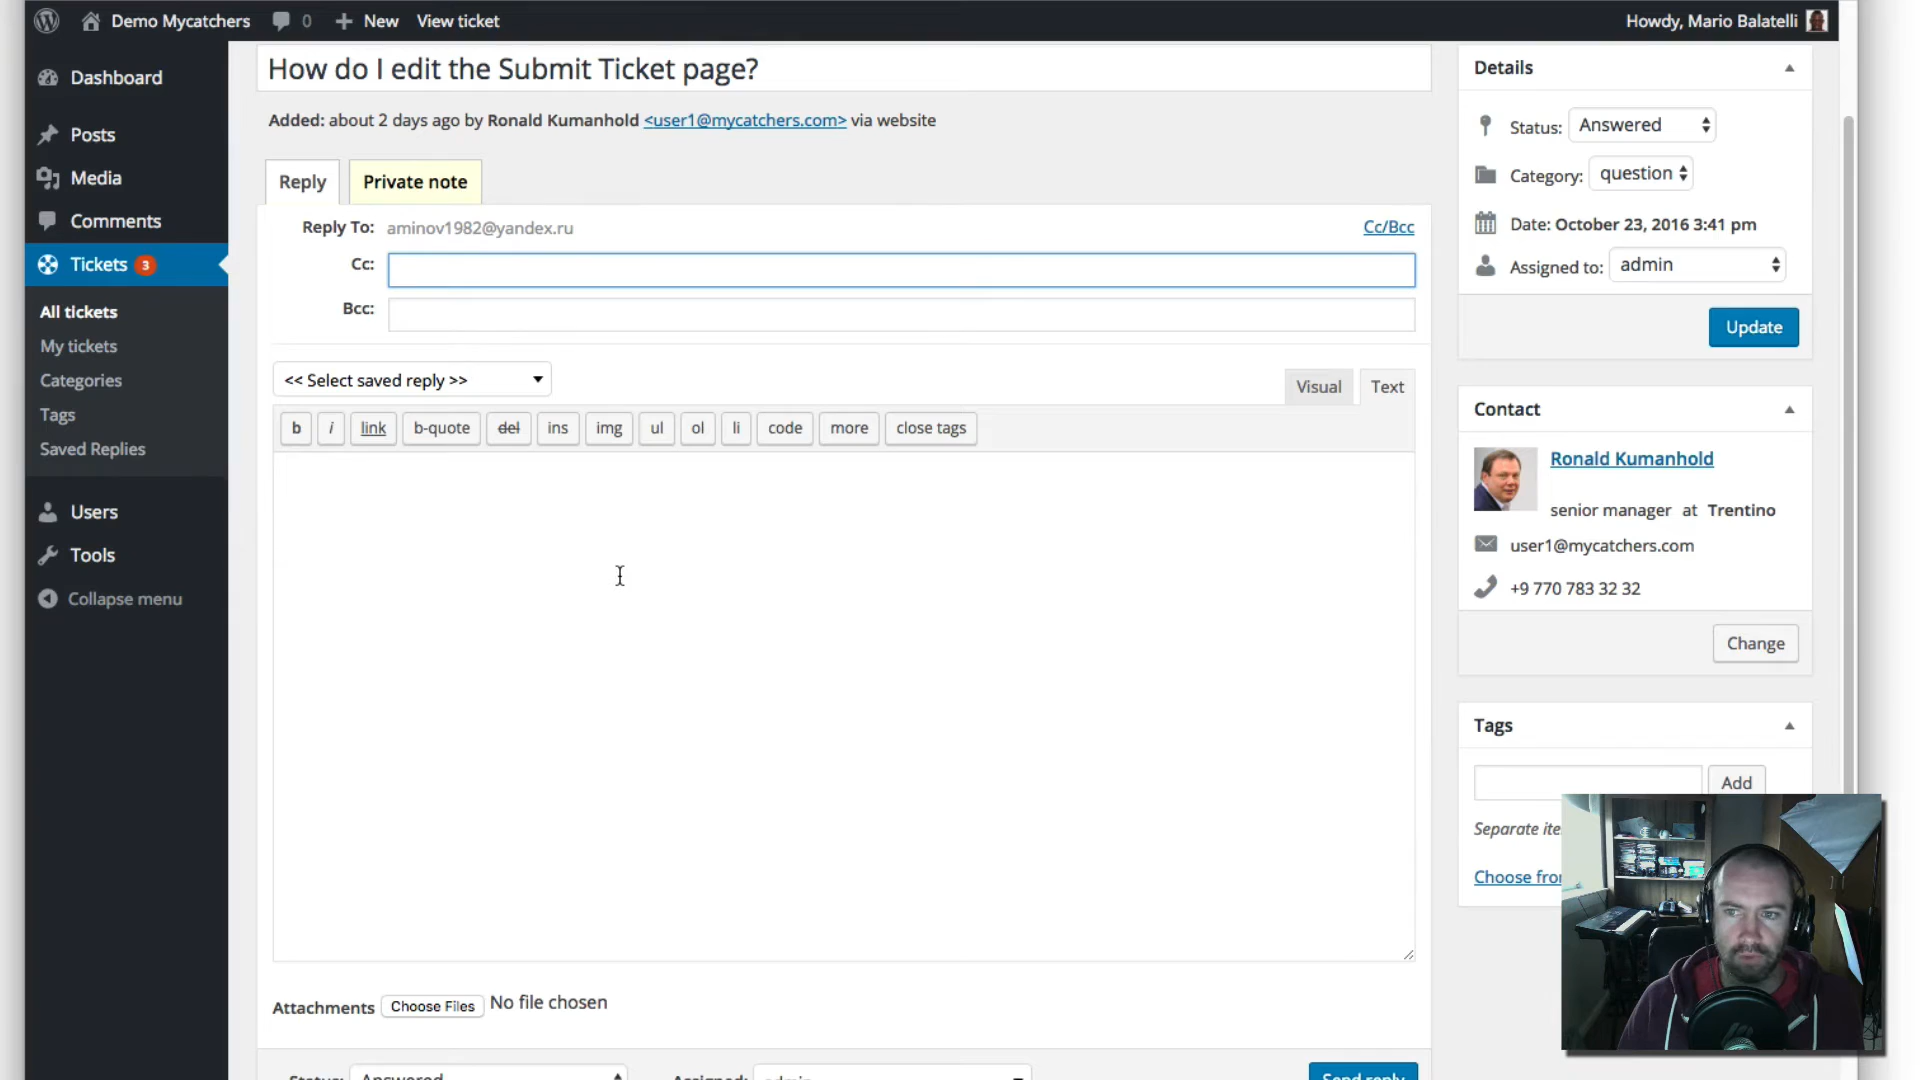 Demo Mycatchers 0 New View ticket Howdy, Mario Balatelli
Dashboard
Posts
Media
Comments
Tickets 3
All tickets
My tickets
Categories
Tags
Saved Replies
Users
Tools
Collapse menu
How do I edit the Submit Ticket page?
Added: about 2 days ago by Ronald Kumanhold <user1@mycatchers.com> via website
Reply Private note
Reply To: aminov1982@yandex.ru Cc/Bcc
Cc:
Bcc:
<< Select saved reply >> Visual Text
b i link b-quote del ins img ul ol li code more close tags
Attachments Choose Files No file chosen
Status: Answered Assigned: admin Send reply
Details
Status: Answered
Category: question
Date: October 23, 2016 3:41 pm
Assigned to: admin
Update
Contact
Ronald Kumanhold
senior manager at Trentino
user1@mycatchers.com
+9 770 783 32 32
Change
Tags
Add
Separate ite
Choose fro